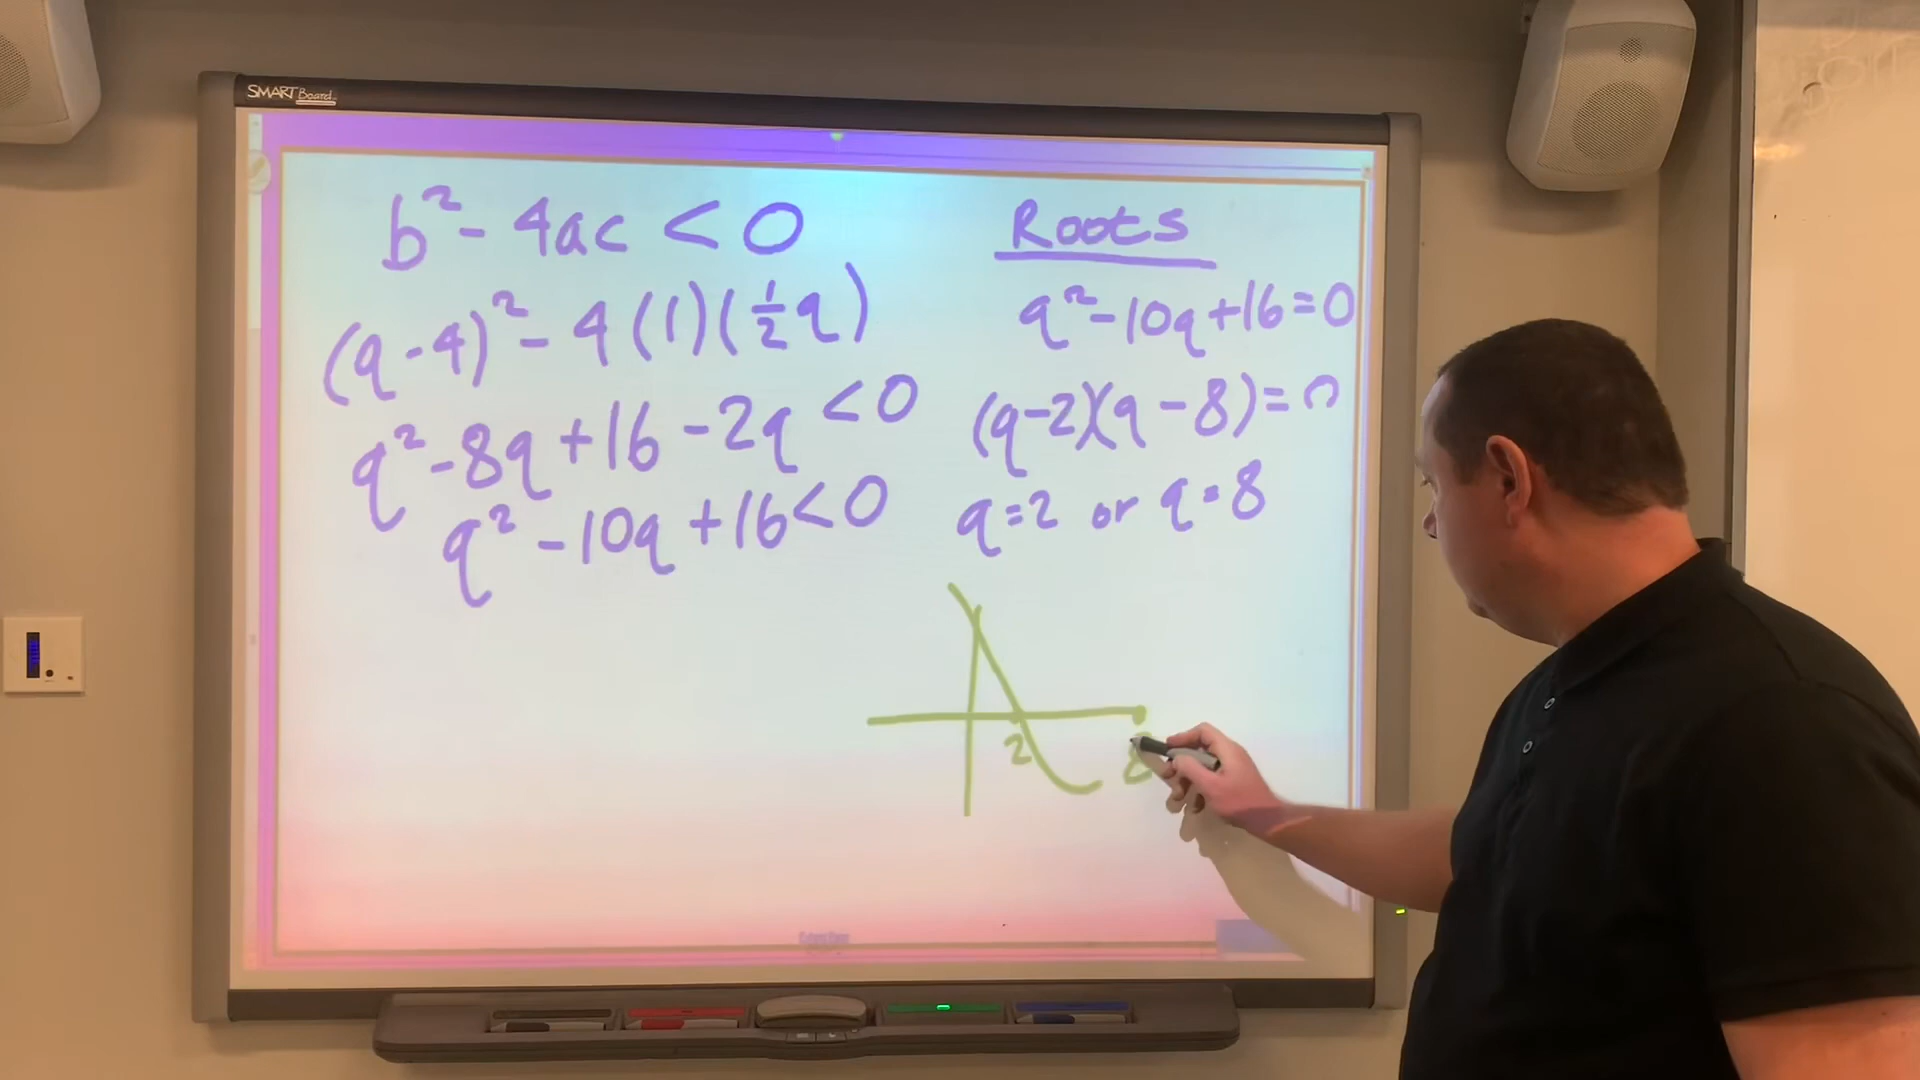 SMART Board
b² - 4ac < 0
(q - 4)² - 4(1)(½q)
q² - 8q + 16 - 2q < 0
q² - 10q + 16 < 0
Roots
q² - 10q + 16 = 0
(q - 2)(q - 8) = 0
q = 2 or q = 8
2
8